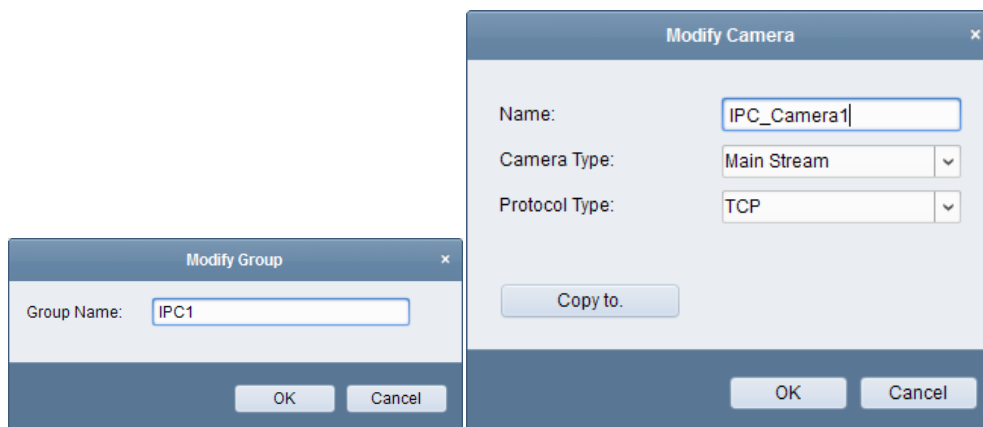 Modify Group
Group Name: IPC1
OK Cancel
Modify Camera
Name: IPC_Camera1
Camera Type: Main Stream
Protocol Type: TCP
Copy to.
OK Cancel